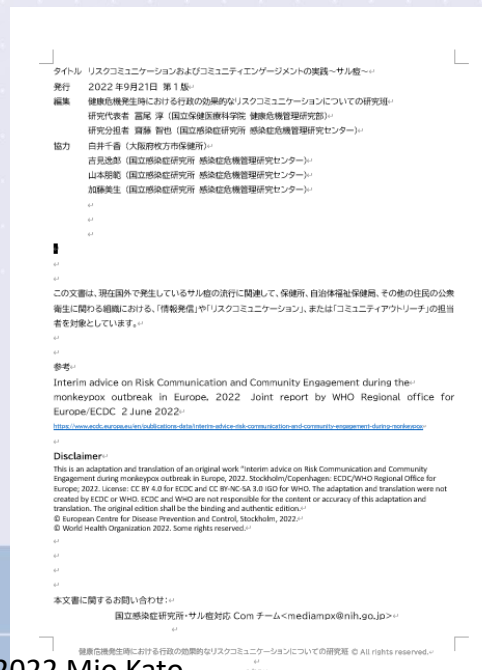 タイトル リスクコミュニケーションおよびコミュニティエンゲージメントの実践~サル痘~
発行 2022年9月21日 第1版
編集 健康危機発生時における行政の効果的なリスクコミュニケーションについての研究班
研究代表者 冨尾 淳(国立保健医療科学院 健康危機管理研究部)
研究分担者 齋藤 智也(国立感染症研究所 感染症危機管理研究センター)
協力 白井千香(大阪府枚方市保健所)
吉見逸郎(国立感染症研究所 感染症危機管理研究センター)
山本朋範(国立感染症研究所 感染症危機管理研究センター)
加藤美生(国立感染症研究所 感染症危機管理研究センター)
この文書は、現在国外で発生しているサル痘の流行に関連して、保健所、自治体福祉保健局、その他の住民の公衆
衛生に関わる組織における、「情報発信」や「リスクコミュニケーション」、または「コミュニティアウトリーチ」の担当
者を対象としています。
参考
Interim advice on Risk Communication and Community Engagement during the
monkeypox outbreak in Europe, 2022 Joint report by WHO Regional office for
Europe/ECDC 2 June 2022
https://www.ecdc.europa.eu/en/publications-data/interim-advice-risk-communication-and-community-engagement-during-monkeypox
Disclaimer
This is an adaptation and translation of an original work “Interim advice on Risk Communication and Community
Engagement during monkeypox outbreak in Europe, 2022. Stockholm/Copenhagen: ECDC/WHO Regional Office for
Europe; 2022. License: CC BY 4.0 for ECDC and CC BY-NC-SA 3.0 IGO for WHO. The adaptation and translation were not
created by ECDC or WHO. ECDC and WHO are not responsible for the content or accuracy of this adaptation and
translation. The original edition shall be the binding and authentic edition.
© European Centre for Disease Prevention and Control, Stockholm, 2022.
© World Health Organization 2022. Some rights reserved.
本文書に関するお問い合わせ:
国立感染症研究所・サル痘対応 Com チーム<mediampx@nih.go.jp>
健康危機発生時における行政の効果的なリスクコミュニケーションについての研究班 © All rights reserved.
2022 Mio Kato